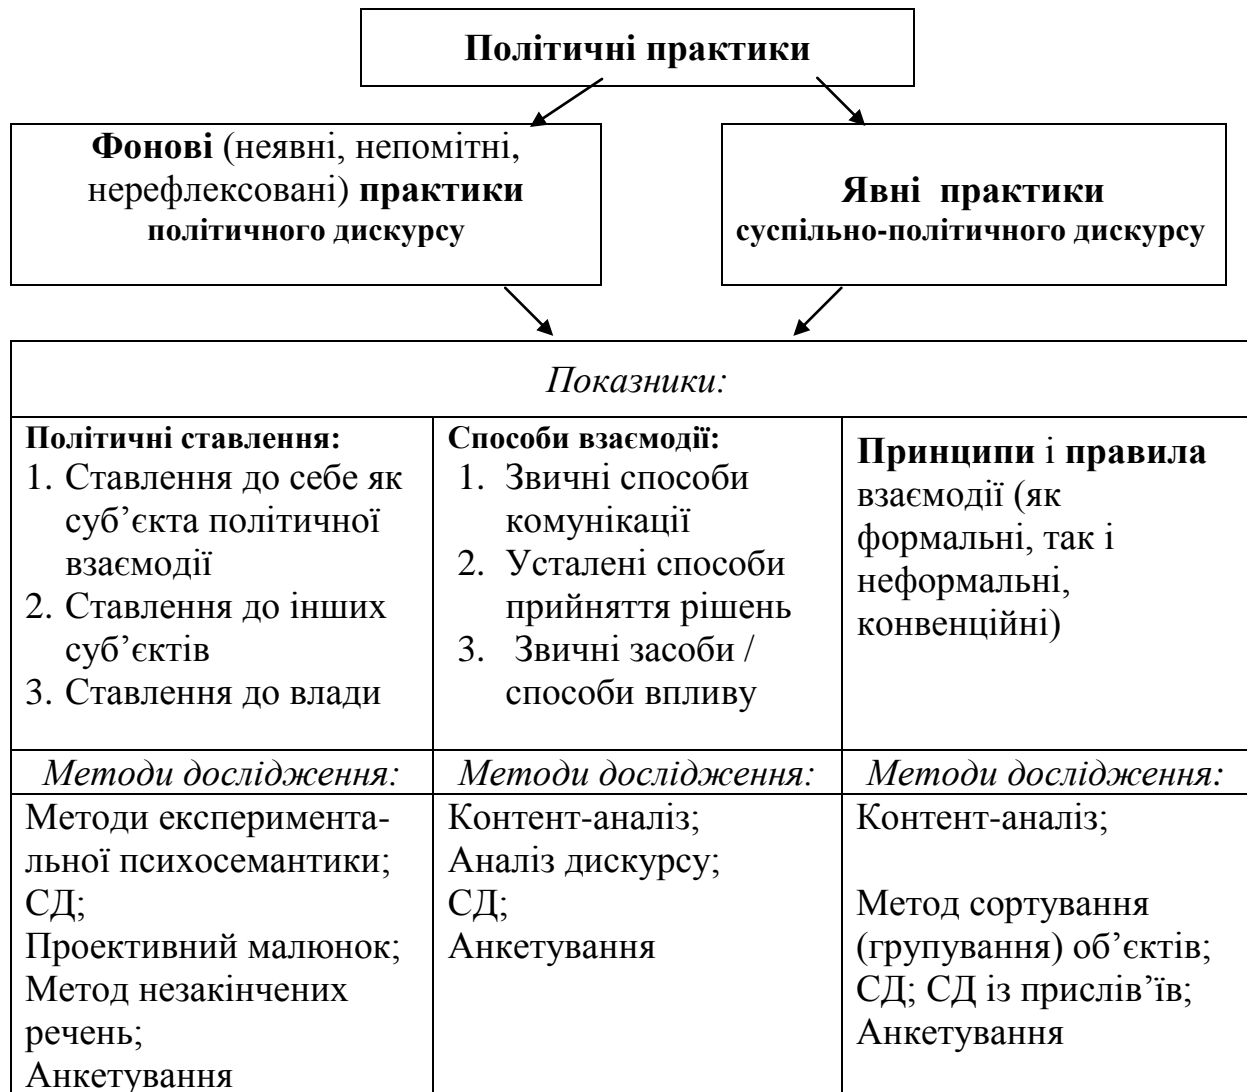 Політичні практики
Фонові (неявні, непомітні,
нерефлексовані) практики
політичного дискурсу
Явні практики
суспільно-політичного дискурсу
Показники:
Політичні ставлення:
1. Ставлення до себе як
суб’єкта політичної
взаємодії
2. Ставлення до інших
суб’єктів
3. Ставлення до влади
Способи взаємодії:
1. Звичні способи
комунікації
2. Усталені способи
прийняття рішень
3. Звичні засоби /
способи впливу
Принципи і правила
взаємодії (як
формальні, так і
неформальні,
конвенційні)
Методи дослідження:
Методи експеримента-
льної психосемантики;
СД;
Проективний малюнок;
Метод незакінчених
речень;
Анкетування
Методи дослідження:
Контент-аналіз;
Аналіз дискурсу;
СД;
Анкетування
Методи дослідження:
Контент-аналіз;
Метод сортування
(групування) об’єктів;
СД; СД із прислів’їв;
Анкетування